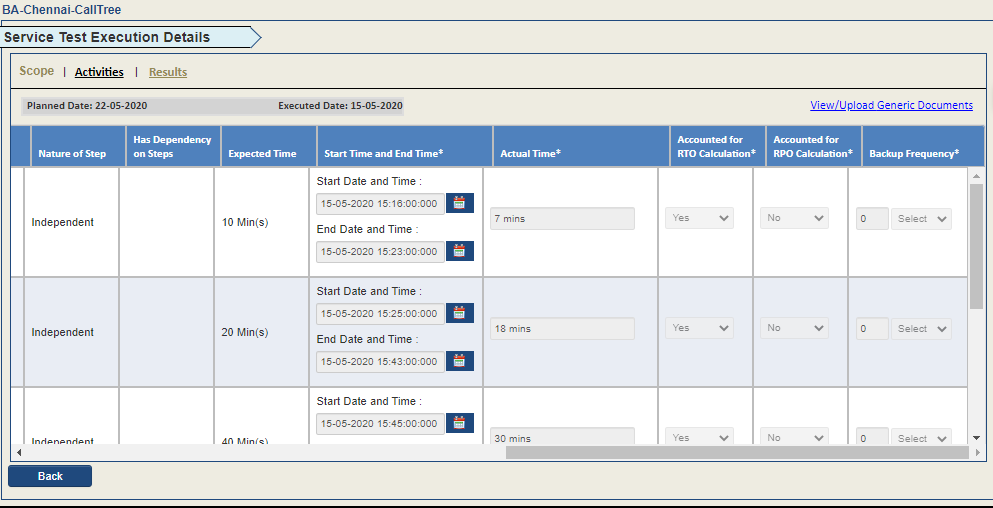 BA-Chennai-CallTree
Service Test Execution Details
Scope | Activities | Results
Planned Date: 22-05-2020 Executed Date: 15-05-2020
View/Upload Generic Documents
Nature of Step Has Dependency on Steps Expected Time Start Time and End Time* Actual Time* Accounted for RTO Calculation* Accounted for RPO Calculation* Backup Frequency*
Start Date and Time :
15-05-2020 15:16:00:000
Independent 10 Min(s) 7 mins Yes No 0 Select
End Date and Time :
15-05-2020 15:23:00:000
Start Date and Time :
15-05-2020 15:25:00:000
Independent 20 Min(s) 18 mins Yes No 0 Select
End Date and Time :
15-05-2020 15:43:00:000
Start Date and Time :
15-05-2020 15:45:00:000
Independent 40 Min(s) 30 mins Yes No 0 Select
Back